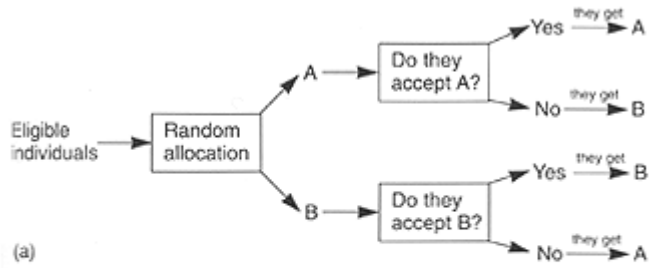 Eligible
individuals
Random
allocation
A
Do they
accept A?
Yes
they get
A
No
they get
B
B
Do they
accept B?
Yes
they get
B
No
they get
A
(a)